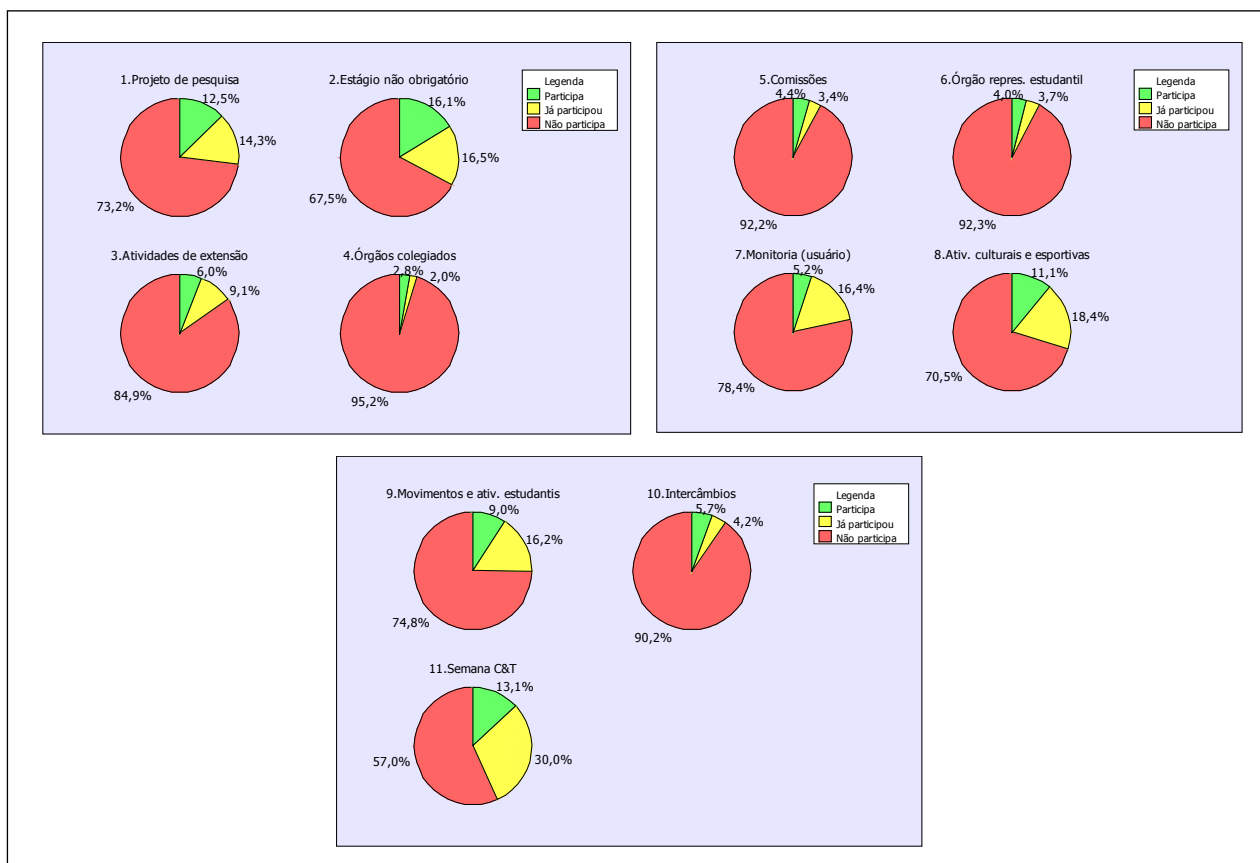 1.Projeto de pesquisa
12,5%
14,3%
73,2%
2.Estágio não obrigatório
16,1%
16,5%
67,5%
Legenda
Participa
Já participou
Não participa
3.Atividades de extensão
6,0%
9,1%
84,9%
4.Órgãos colegiados
2,8%
2,0%
95,2%
5.Comissões
4,4%
3,4%
92,2%
6.Órgão repres. estudantil
4,0%
3,7%
92,3%
Legenda
Participa
Já participou
Não participa
7.Monitoria (usuário)
5,2%
16,4%
78,4%
8.Ativ. culturais e esportivas
11,1%
18,4%
70,5%
9.Movimentos e ativ. estudantis
9,0%
16,2%
74,8%
10.Intercâmbios
5,7%
4,2%
90,2%
Legenda
Participa
Já participou
Não participa
11.Semana C&T
13,1%
30,0%
57,0%